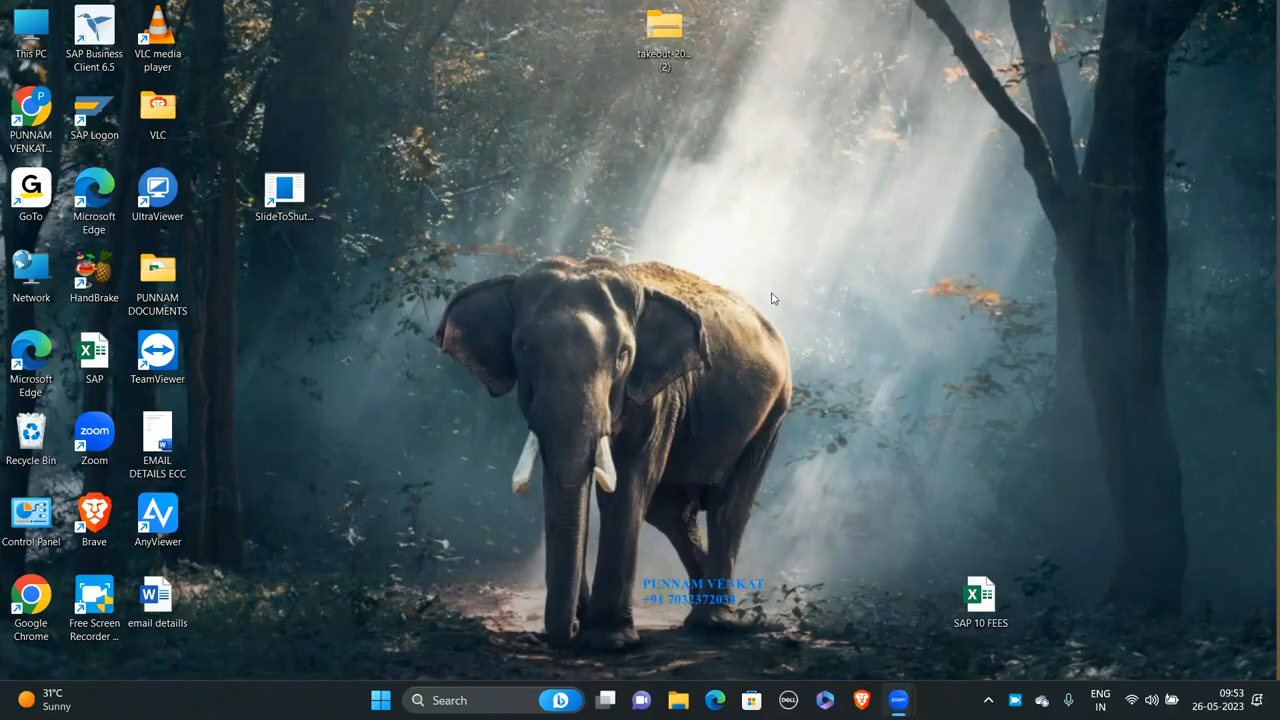 This PC
SAP Business
Client 6.5
VLC media
player
takeout-20...
(2)
PUNNAM
VENKAT...
SAP Logon
VLC
GoTo
Microsoft
Edge
UltraViewer
SlideToShut...
Network
HandBrake
PUNNAM
DOCUMENTS
Microsoft
Edge
SAP
TeamViewer
Recycle Bin
zoom
Zoom
EMAIL
DETAILS ECC
Control Panel
Brave
AnyViewer
PUNNAM VENKAT
+91 7032372034
Google
Chrome
Free Screen
Recorder ...
email detaills
SAP 10 FEES
31°C
Sunny
Search
DELL
zoom
ENG
IN
09:53
26-05-2023